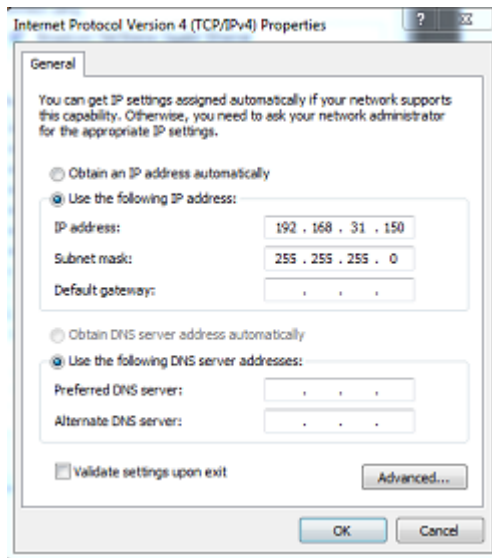 Internet Protocol Version 4 (TCP/IPv4) Properties
General
You can get IP settings assigned automatically if your network supports
this capability. Otherwise, you need to ask your network administrator
for the appropriate IP settings.
Obtain an IP address automatically
Use the following IP address:
IP address: 192 . 168 . 31 . 150
Subnet mask: 255 . 255 . 255 . 0
Default gateway: . . .
Obtain DNS server address automatically
Use the following DNS server addresses:
Preferred DNS server: . . .
Alternate DNS server: . . .
Validate settings upon exit
Advanced...
OK Cancel